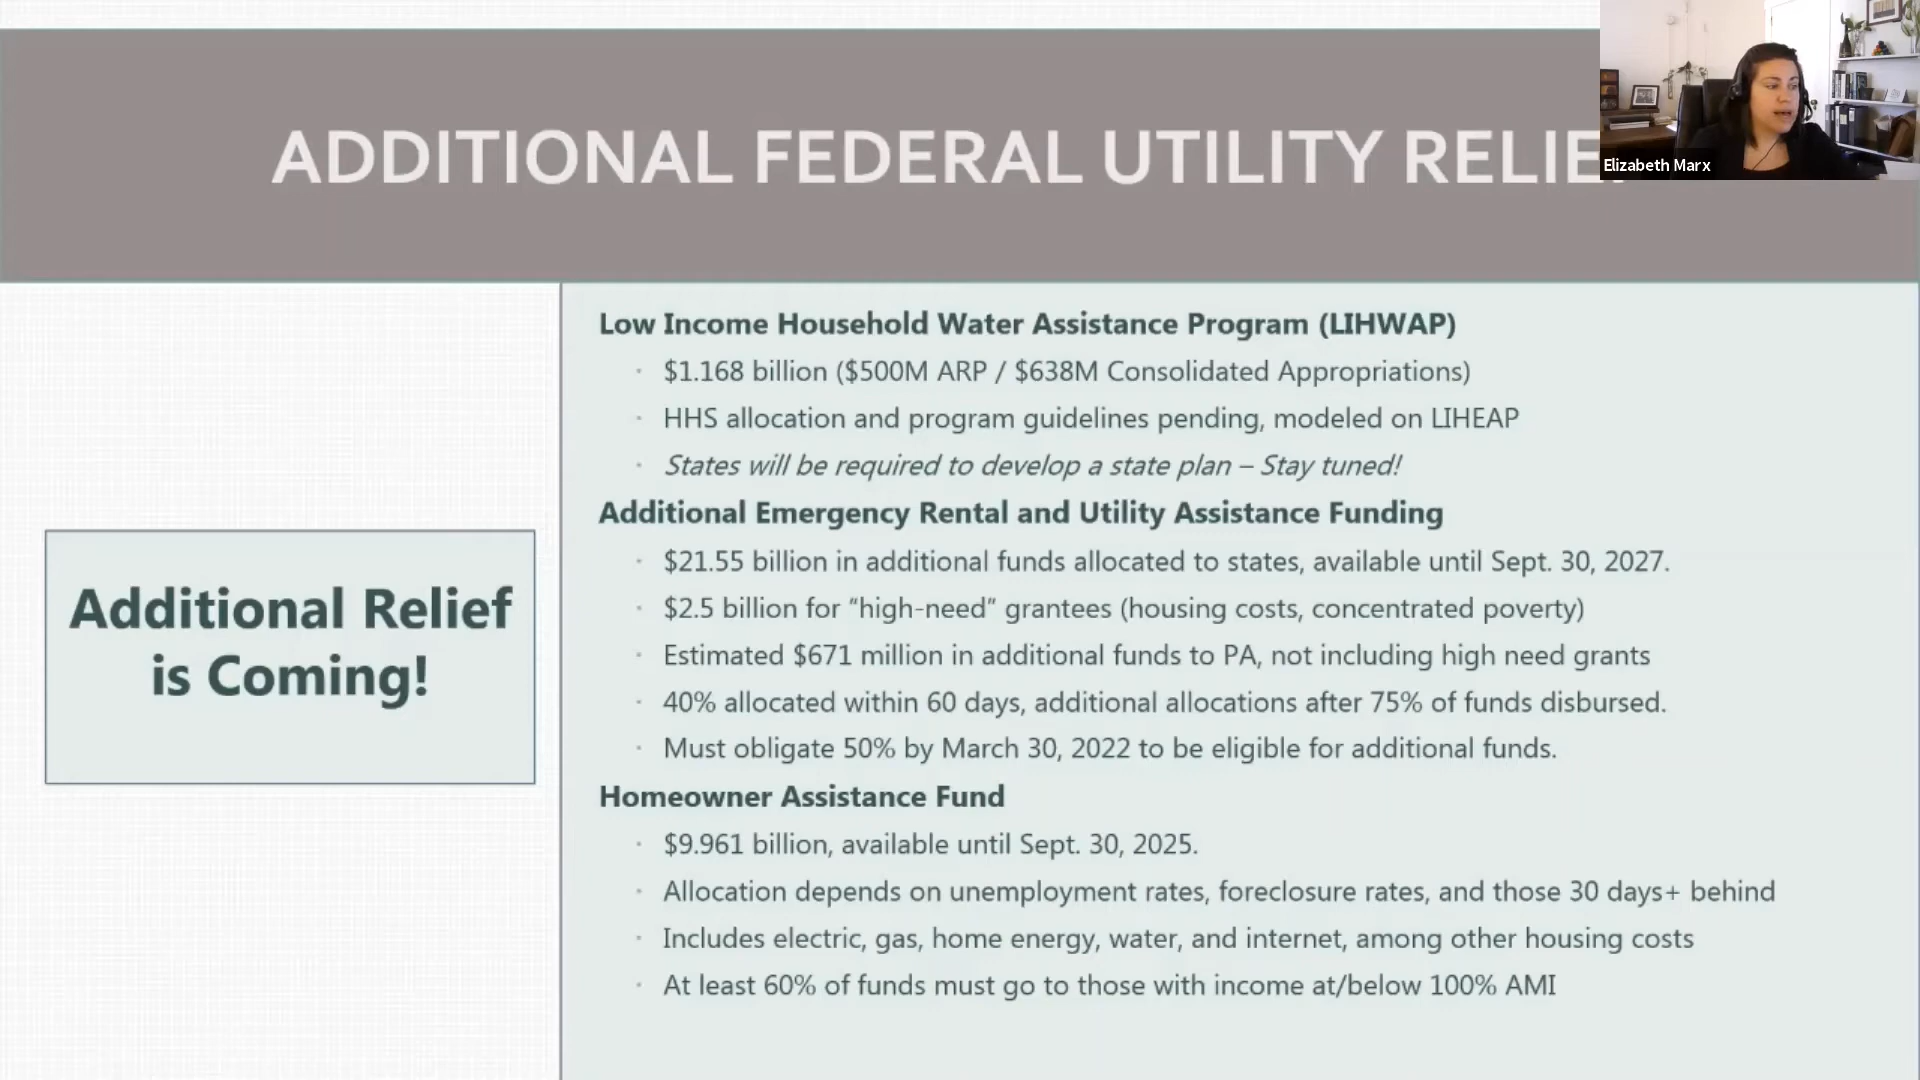 ADDITIONAL FEDERAL UTILITY RELIEF
Elizabeth Marx
Additional Relief
is Coming!
Low Income Household Water Assistance Program (LIHWAP)
· $1.168 billion ($500M ARP / $638M Consolidated Appropriations)
· HHS allocation and program guidelines pending, modeled on LIHEAP
· States will be required to develop a state plan – Stay tuned!
Additional Emergency Rental and Utility Assistance Funding
· $21.55 billion in additional funds allocated to states, available until Sept. 30, 2027.
· $2.5 billion for “high-need” grantees (housing costs, concentrated poverty)
· Estimated $671 million in additional funds to PA, not including high need grants
· 40% allocated within 60 days, additional allocations after 75% of funds disbursed.
· Must obligate 50% by March 30, 2022 to be eligible for additional funds.
Homeowner Assistance Fund
· $9.961 billion, available until Sept. 30, 2025.
· Allocation depends on unemployment rates, foreclosure rates, and those 30 days+ behind
· Includes electric, gas, home energy, water, and internet, among other housing costs
· At least 60% of funds must go to those with income at/below 100% AMI